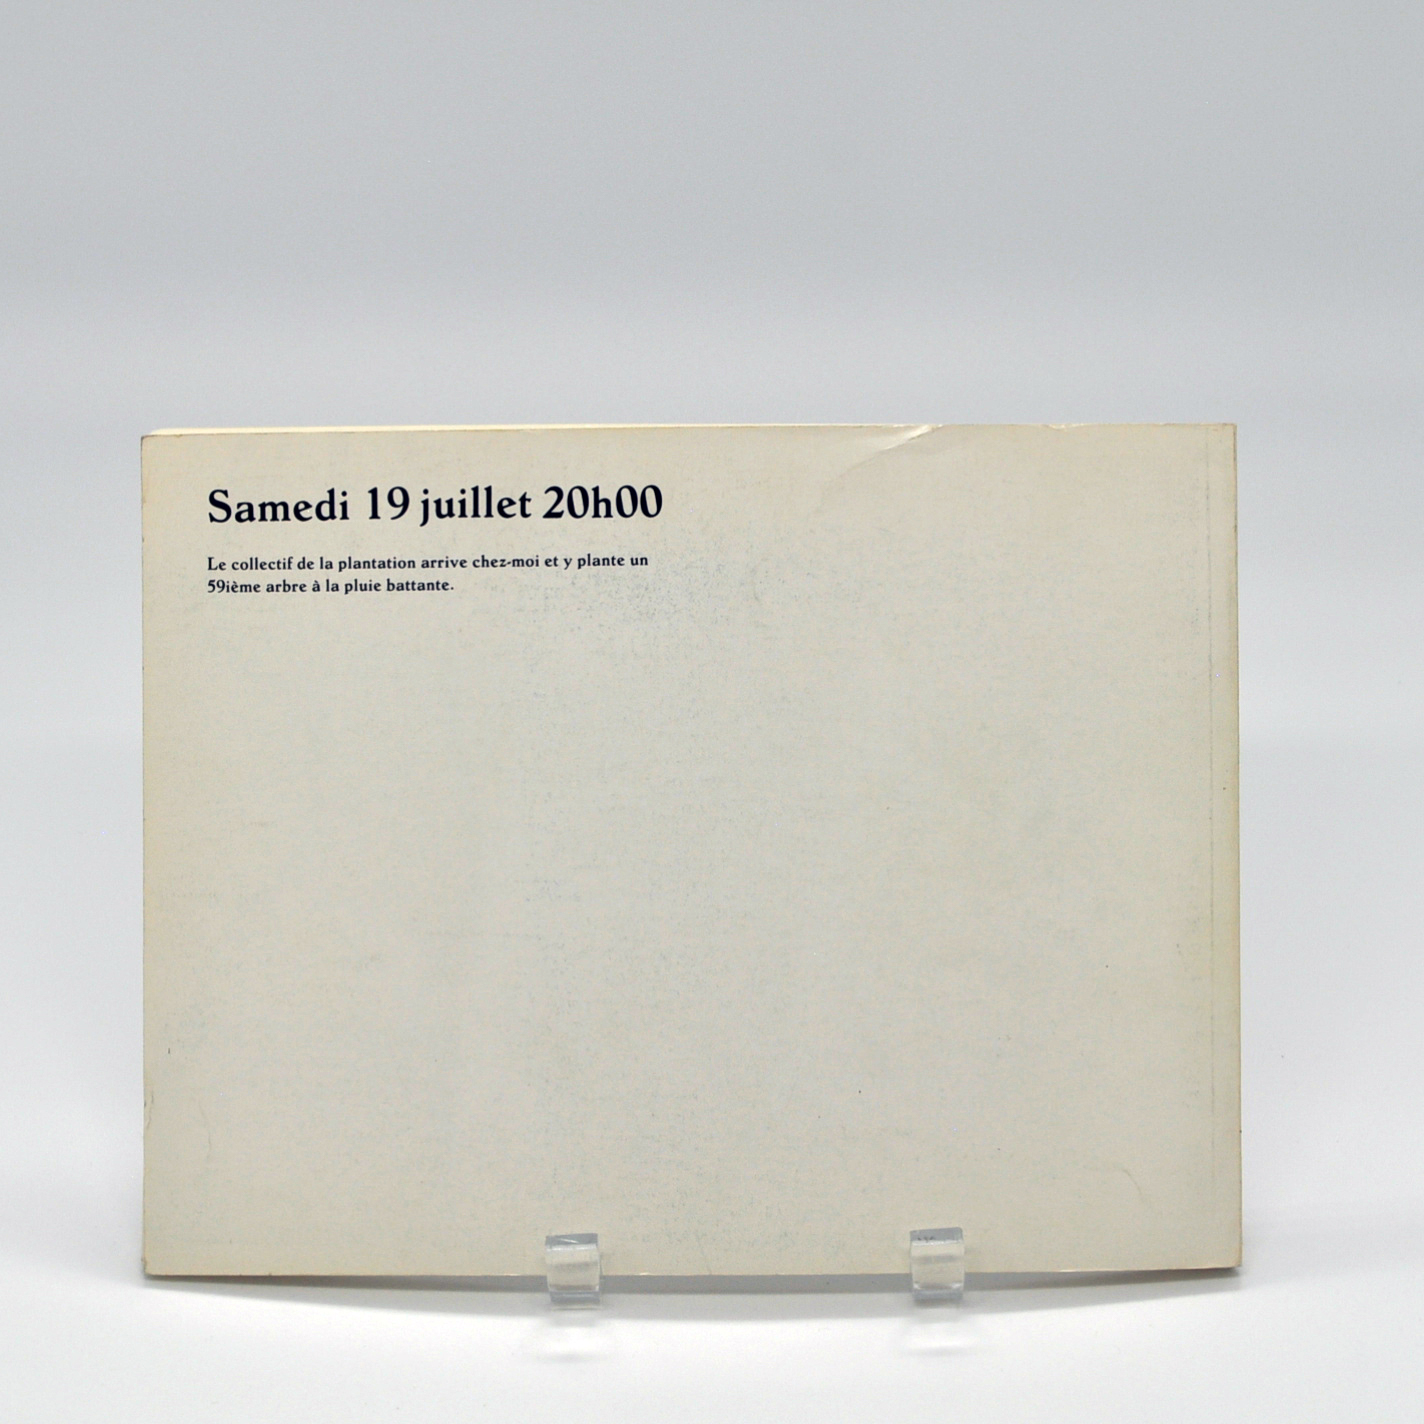 Samedi 19 juillet 20h00
Le collectif de la plantation arrive chez-moi et y plante un
59ième arbre à la pluie battante.